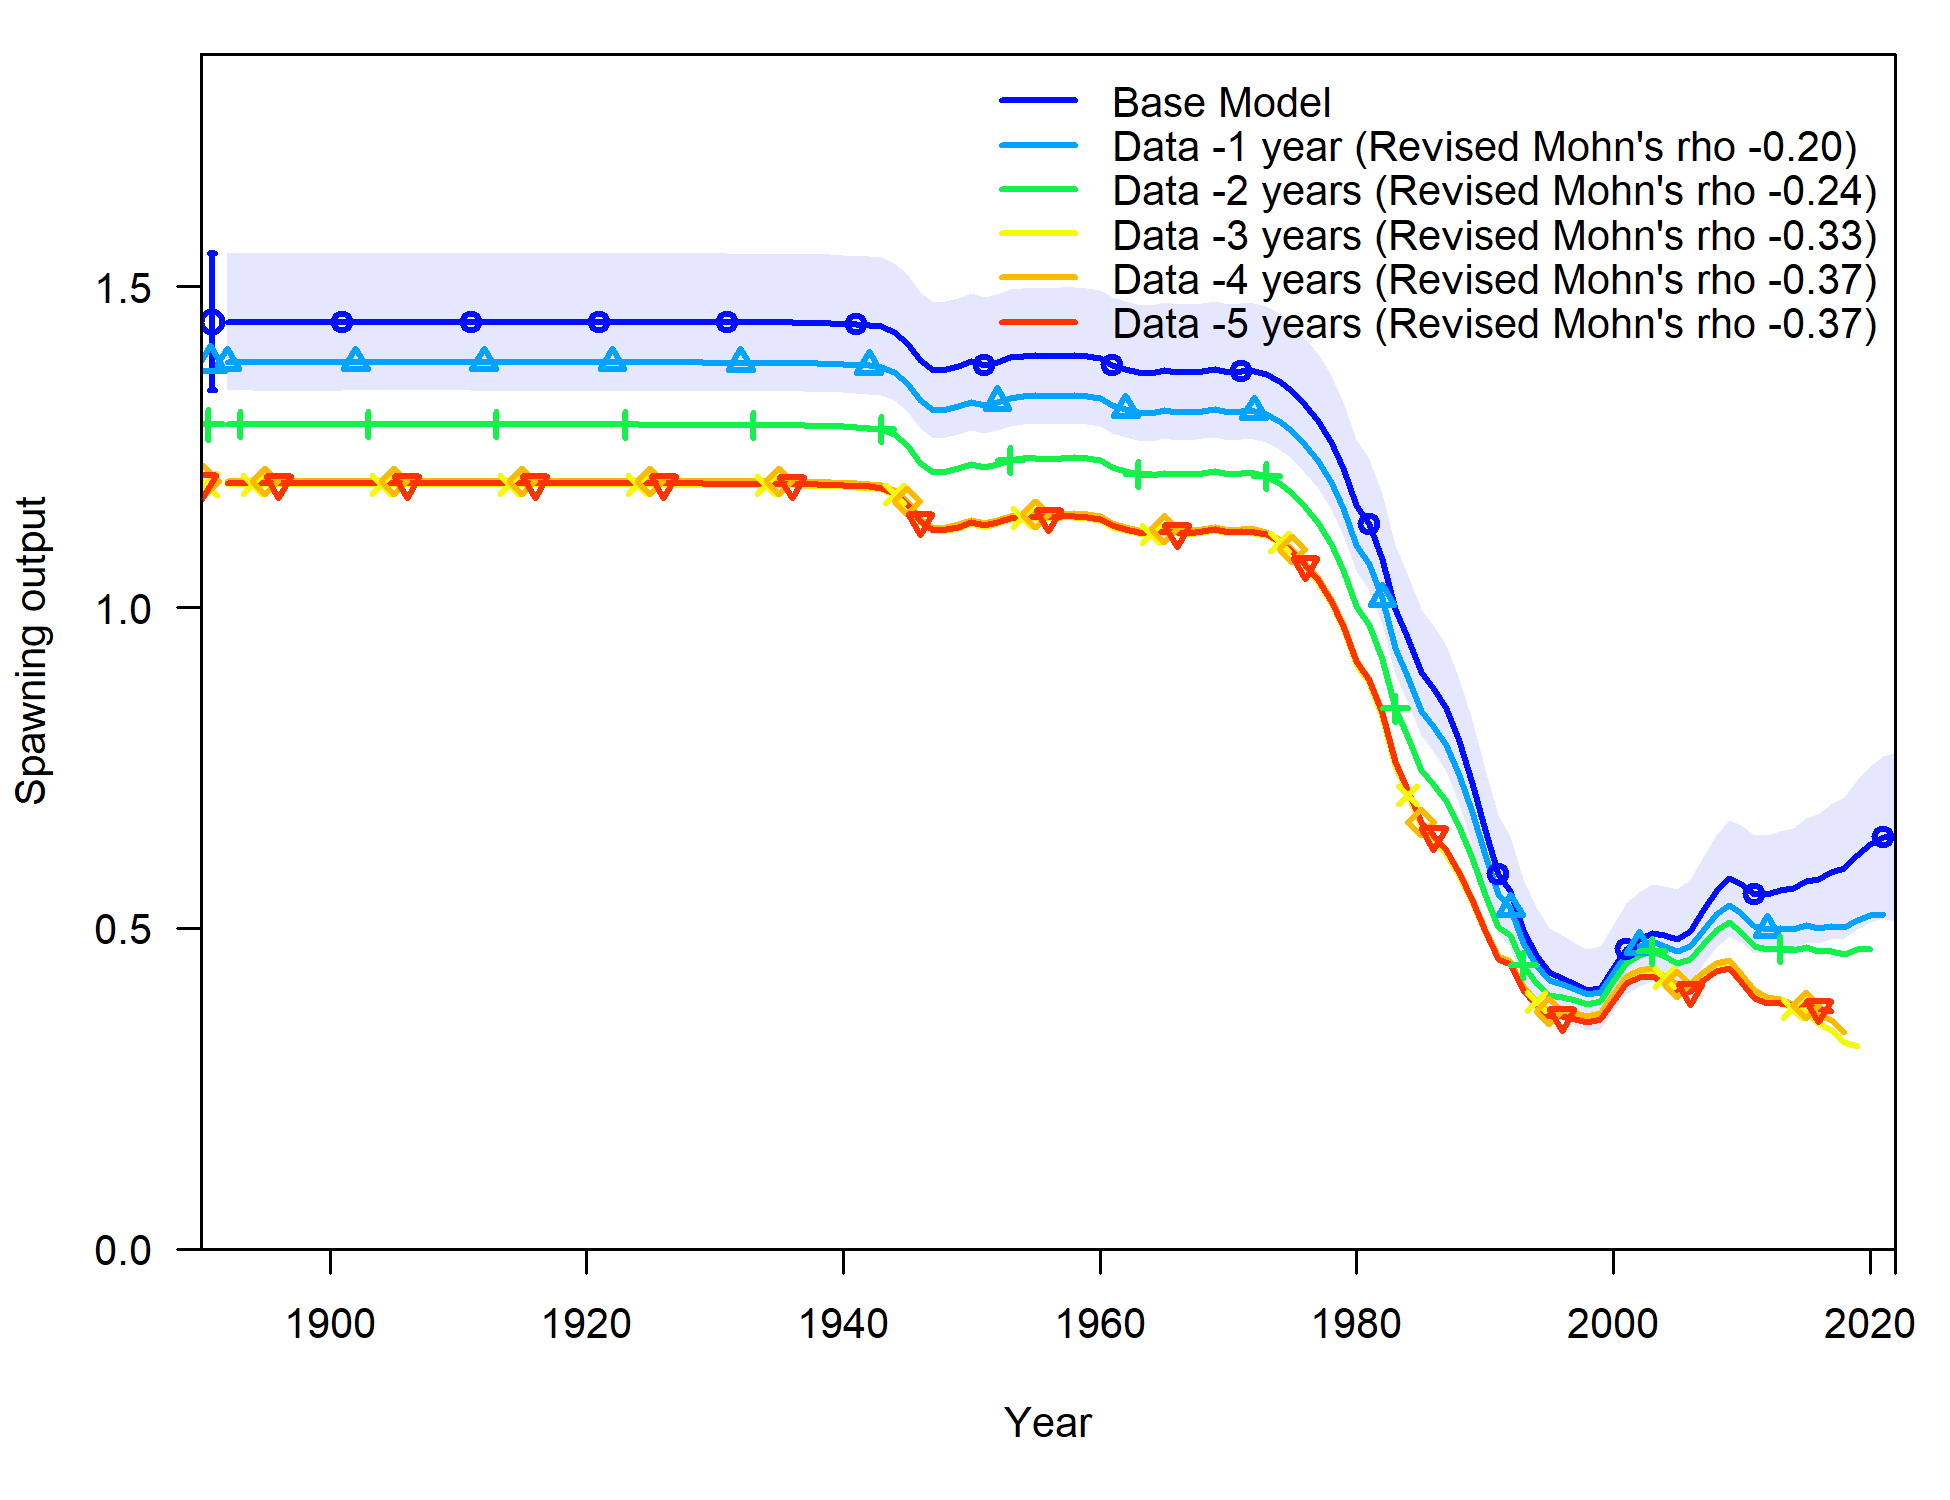 Base Model
Data -1 year (Revised Mohn's rho -0.20)
Data -2 years (Revised Mohn's rho -0.24)
Data -3 years (Revised Mohn's rho -0.33)
Data -4 years (Revised Mohn's rho -0.37)
Data -5 years (Revised Mohn's rho -0.37)
Spawning output
1.5
1.0
0.5
0.0
1900 1920 1940 1960 1980 2000 2020
Year